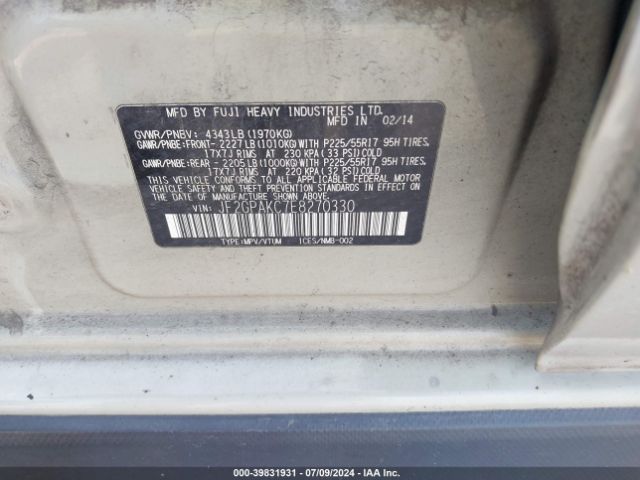 MFD BY FUJI HEAVY INDUSTRIES LTD.
MFD IN 02/14
GVWR/PNBV: 4343LB (1970KG)
GAWR/PNBE:FRONT- 2227LB(1010KG)WITH P225/55R17 95H TIRES,
17X7J RIMS AT 230 KPA(33 PSI)COLD
GAWR/PNBE:REAR - 2205LB(1000KG)WITH P225/55R17 95H TIRES,
17X7J RIMS AT 220 KPA(32 PSI)COLD
THIS VEHICLE CONFORMS TO ALL APPLICABLE FEDERAL MOTOR
VEHICLE SAFETY AND THEFT PREVENTION STANDARDS IN EFFECT
ON THE DATE OF MANUFACTURE SHOWN ABOVE.
VIN: JF2GPAKC7E8270330
TYPE:MPV/VTUM ICES/NMB-002
000-39831931 - 07/09/2024 - IAA Inc.